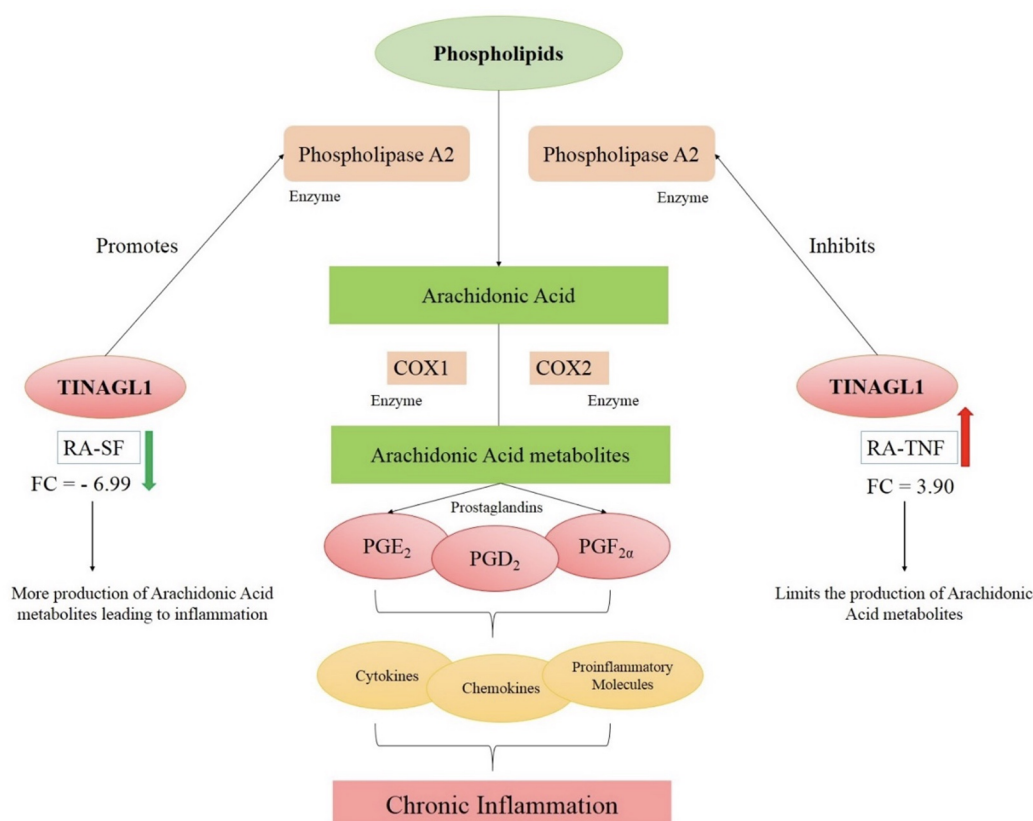 Phospholipids
Phospholipase A2
Phospholipase A2
Enzyme
Enzyme
Promotes
Inhibits
Arachidonic Acid
COX1
COX2
Enzyme
Enzyme
TINAGL1
TINAGL1
RA-SF
RA-TNF
FC = - 6.99
FC = 3.90
Arachidonic Acid metabolites
Prostaglandins
PGE₂
PGD₂
PGF₂α
More production of Arachidonic Acid
metabolites leading to inflammation
Limits the production of Arachidonic
Acid metabolites
Cytokines
Chemokines
Proinflammatory
Molecules
Chronic Inflammation